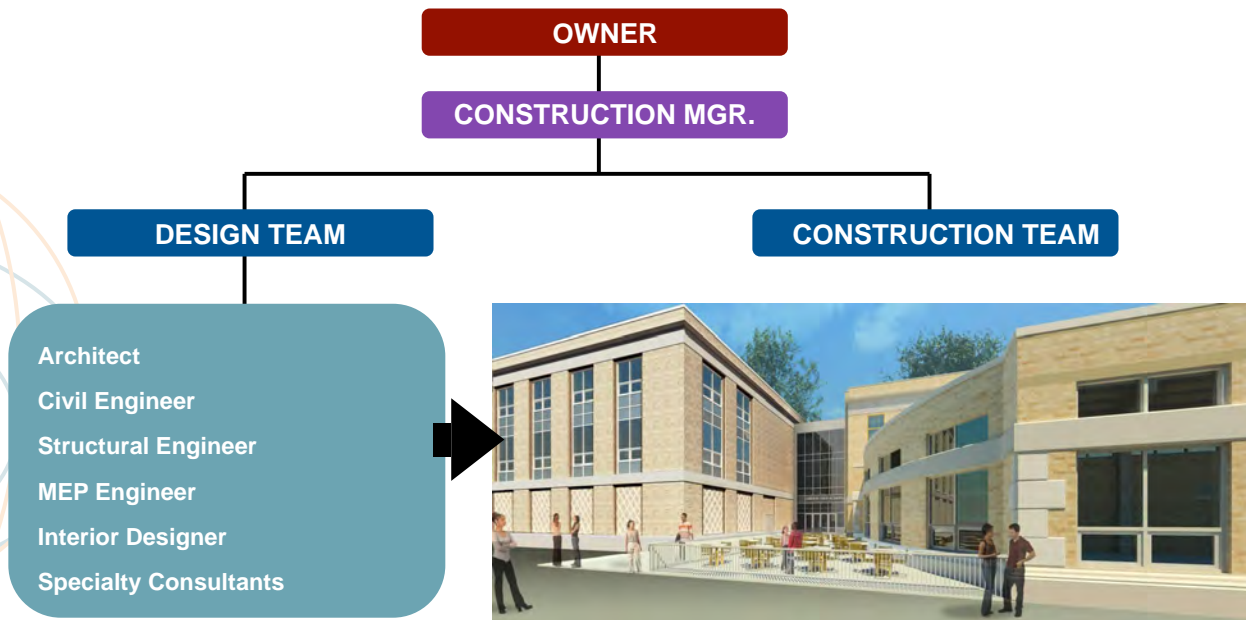 OWNER
CONSTRUCTION MGR.
DESIGN TEAM
CONSTRUCTION TEAM
Architect
Civil Engineer
Structural Engineer
MEP Engineer
Interior Designer
Specialty Consultants